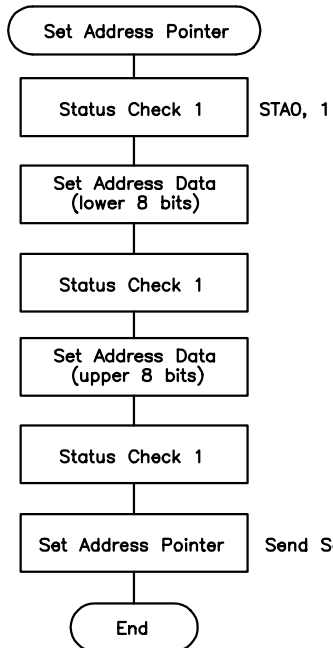 Set Address Pointer
Status Check 1 STA0, 1
Set Address Data
(lower 8 bits)
Status Check 1
Set Address Data
(upper 8 bits)
Status Check 1
Set Address Pointer Send S
End